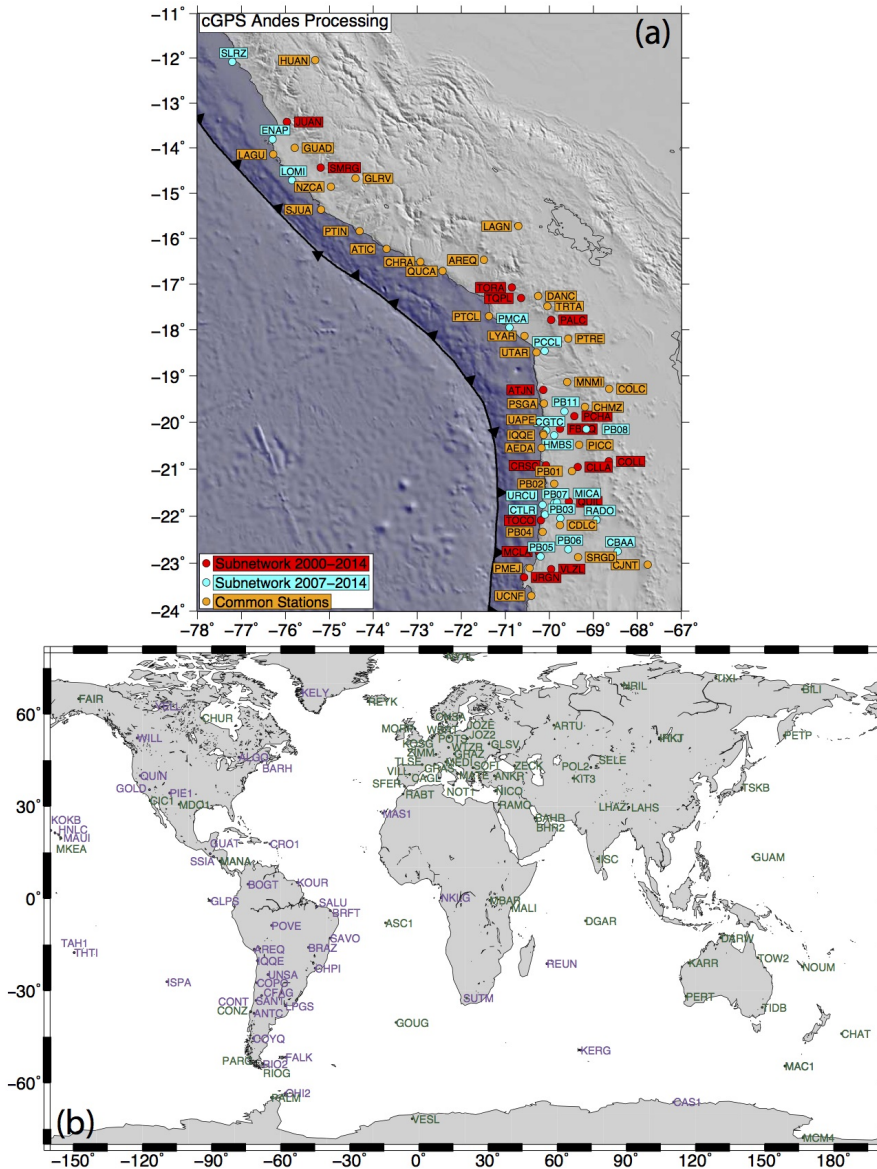 cGPS Andes Processing
(a)
−11°
−12°
−13°
−14°
−15°
−16°
−17°
−18°
−19°
−20°
−21°
−22°
−23°
−24°
SLRZ
HUAN
JUAN
ENAP
GUAD
LAGU
SMRG
LOMI
GLRV
NZCA
SJUA
PTIN
LAGN
ATIC
CHRA
AREQ
QUCA
TORA
TQPL
DANC
TRTA
PTCL
PMCA
PALC
LYAR
PTRE
PCCL
UTAR
MNMI
ATJN
COLC
PSGA
PB11
CHMZ
UAPE
CGTC
PCHA
IQQE
PB08
HMBS
PICC
AEDA
COLL
CLLA
PB01
PB02
URCU
PB07
MICA
CTLR
PB03
RADO
TOCO
CDLC
PB04
PB06
CBAA
PB05
SRGD
CJNT
PMEJ
VLZL
JRGN
UCNF
Subnetwork 2000−2014
Subnetwork 2007−2014
Common Stations
−78 −77 −76 −75 −74 −73 −72 −71 −70 −69 −68 −67
60°
30°
0°
−30°
−60°
KELY
NRIL
TIXI
BILI
FAIR
REYK
YELL
CHUR
ARTU
PETP
WILL
IRKT
JOZE
JOZ2
POTS
KOSG
GLSV
WTZR
ZIMM
GRAZ
ALGO
BARH
TLSE
MEDI
SOFI
ZECK
POL2
SELE
QUIN
VILL
GRAS
CAGL
MATE
ANKR
KIT3
GOLD
PIE1
SFER
NOT1
NICO
TSKB
CIC1
MDO1
RABT
RAMO
LHAZ
LAHS
KOKB
HNLC
MAUI
MKEA
MAS1
BAHR
BHR2
GUAT
CRO1
SSIA
MANA
IISC
GUAM
BOGT
KOUR
GLPS
SALU
BRFT
NKLG
MBAR
MALI
POVE
ASC1
DGAR
SAVO
DARW
TAH1
THTI
AREQ
BRAZ
IQQE
CHPI
REUN
KARR
TOW2
NOUM
ISPA
UNSA
COPO
CFAG
CONT
SANT
LPGS
SUTM
PERT
TIDB
CONZ
ANTC
GOUG
CHAT
COYQ
FALK
KERG
PARC
RIO2
RIOG
MAC1
OHI2
PALM
CAS1
VESL
MCM4
(b)
−150° −120° −90° −60° −30° 0° 30° 60° 90° 120° 150° 180°